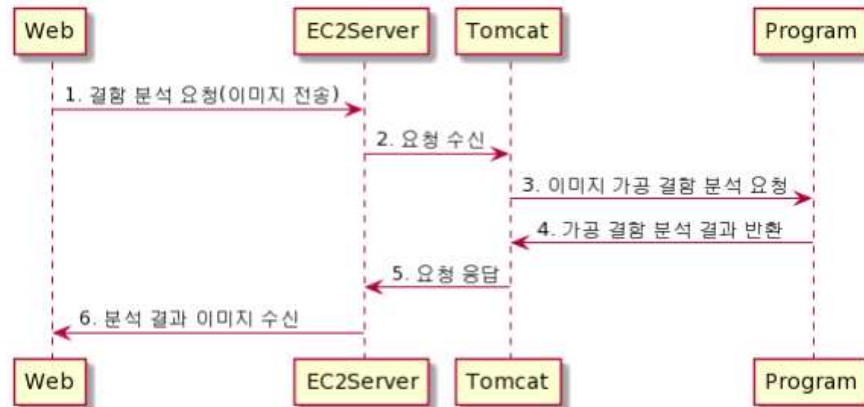 Web EC2Server Tomcat Program
1. 결함 분석 요청(이미지 전송)
2. 요청 수신
3. 이미지 가공 결함 분석 요청
4. 가공 결함 분석 결과 반환
5. 요청 응답
6. 분석 결과 이미지 수신
Web EC2Server Tomcat Program